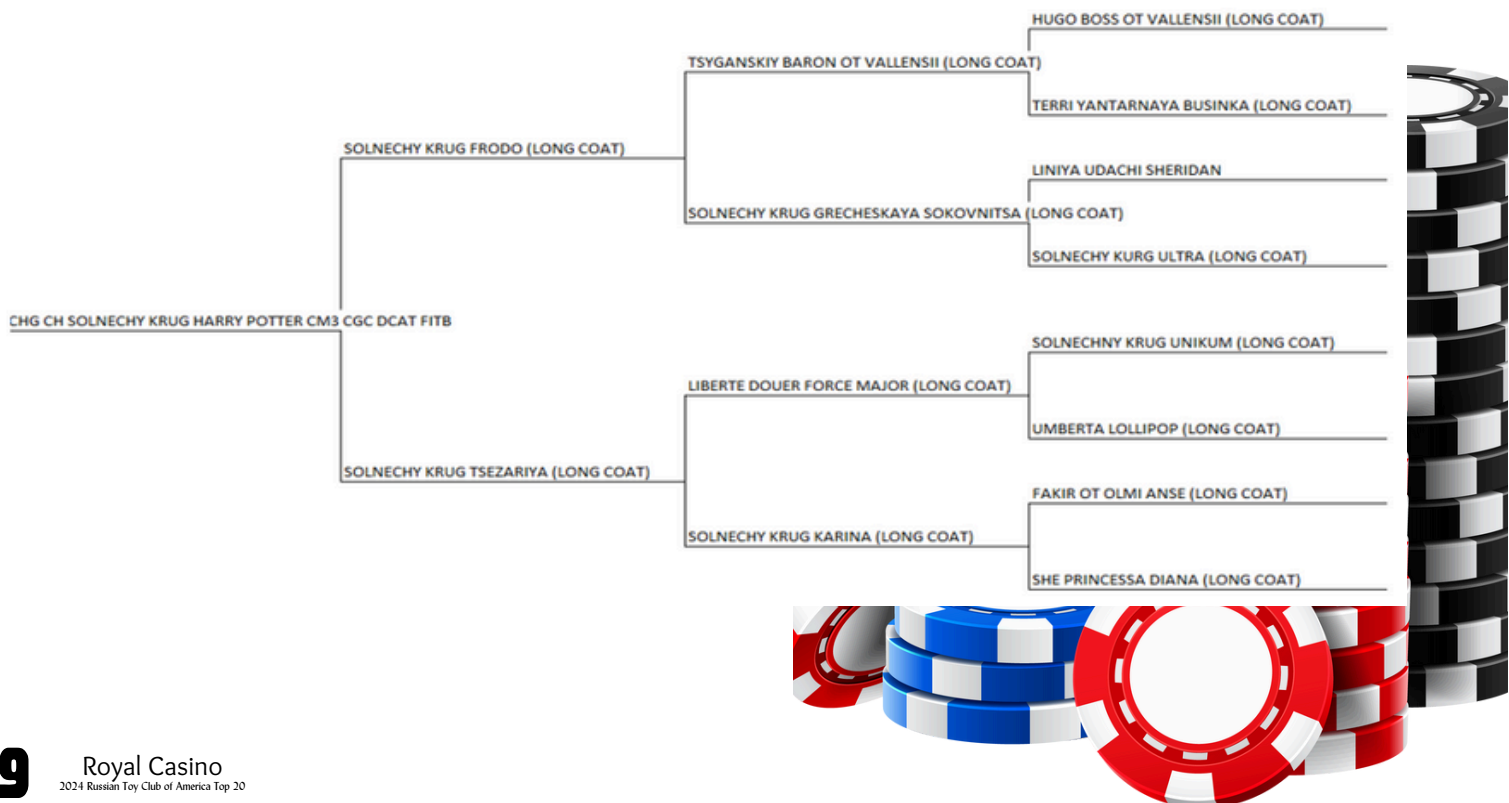 HUGO BOSS OT VALLENSII (LONG COAT)
TSYGANSKIY BARON OT VALLENSII (LONG COAT)
TERRI YANTARNAYA BUSINKA (LONG COAT)
SOLNECHY KRUG FRODO (LONG COAT)
LINIYA UDACHI SHERIDAN
SOLNECHY KRUG GRECHESKAYA SOKOVNITSA (LONG COAT)
SOLNECHY KURG ULTRA (LONG COAT)
CHG CH SOLNECHY KRUG HARRY POTTER CM3 CGC DCAT FITB
SOLNECHNY KRUG UNIKUM (LONG COAT)
LIBERTE DOUER FORCE MAJOR (LONG COAT)
UMBERTA LOLLIPOP (LONG COAT)
SOLNECHY KRUG TSEZARIYA (LONG COAT)
FAKIR OT OLMI ANSE (LONG COAT)
SOLNECHY KRUG KARINA (LONG COAT)
SHE PRINCESSA DIANA (LONG COAT)
9
Royal Casino
2024 Russian Toy Club of America Top 20